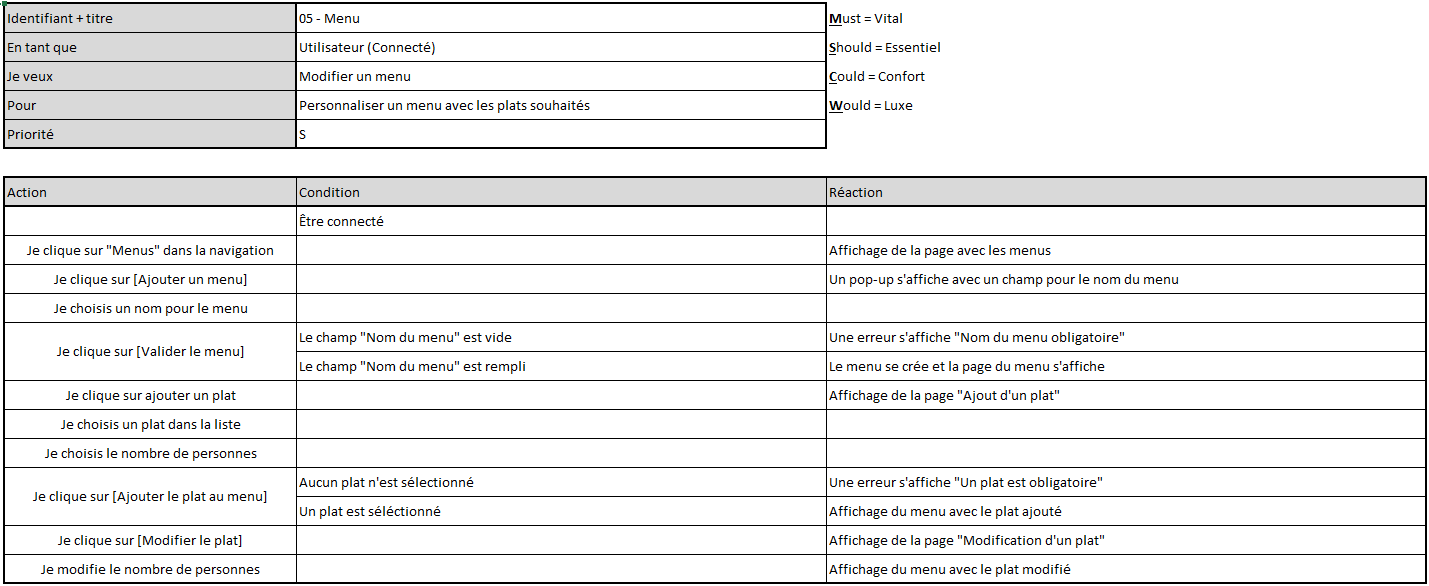 Identifiant + titre 05 - Menu Must = Vital
En tant que Utilisateur (Connecté) Should = Essentiel
Je veux Modifier un menu Could = Confort
Pour Personnaliser un menu avec les plats souhaités Would = Luxe
Priorité S
Action Condition Réaction
Être connecté
Je clique sur "Menus" dans la navigation Affichage de la page avec les menus
Je clique sur [Ajouter un menu] Un pop-up s'affiche avec un champ pour le nom du menu
Je choisis un nom pour le menu
Je clique sur [Valider le menu] Le champ "Nom du menu" est vide Une erreur s'affiche "Nom du menu obligatoire"
Le champ "Nom du menu" est rempli Le menu se crée et la page du menu s'affiche
Je clique sur ajouter un plat Affichage de la page "Ajout d'un plat"
Je choisis un plat dans la liste
Je choisis le nombre de personnes
Je clique sur [Ajouter le plat au menu] Aucun plat n'est sélectionné Une erreur s'affiche "Un plat est obligatoire"
Un plat est séléctionné Affichage du menu avec le plat ajouté
Je clique sur [Modifier le plat] Affichage de la page "Modification d'un plat"
Je modifie le nombre de personnes Affichage du menu avec le plat modifié